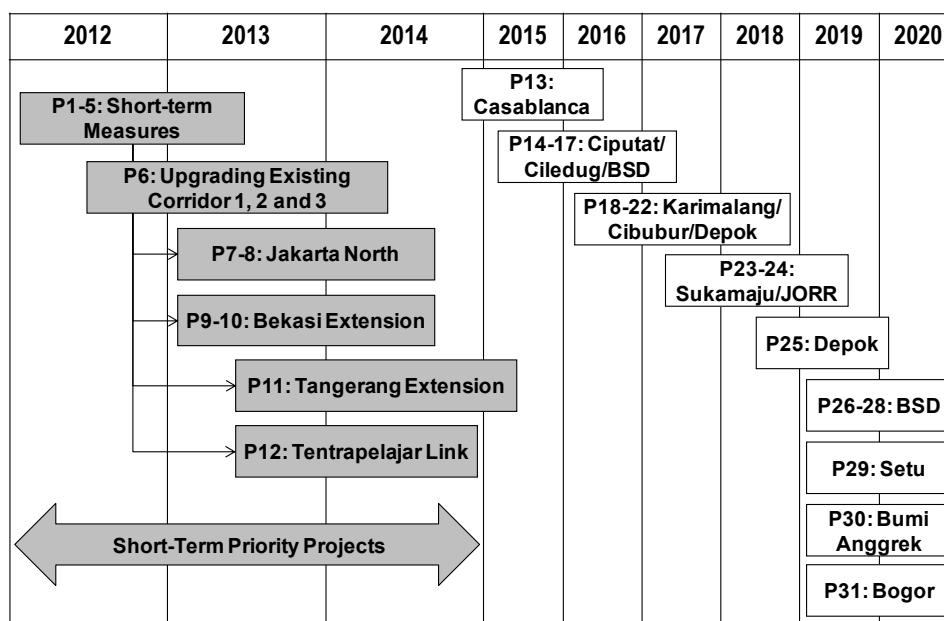 2012 2013 2014 2015 2016 2017 2018 2019 2020
P1-5: Short-term
Measures
P6: Upgrading Existing
Corridor 1, 2 and 3
P7-8: Jakarta North
P9-10: Bekasi Extension
P11: Tangerang Extension
P12: Tentrapelajar Link
Short-Term Priority Projects
P13:
Casablanca
P14-17: Ciputat/
Ciledug/BSD
P18-22: Karimalang/
Cibubur/Depok
P23-24:
Sukamaju/JORR
P25: Depok
P26-28: BSD
P29: Setu
P30: Bumi
Anggrek
P31: Bogor